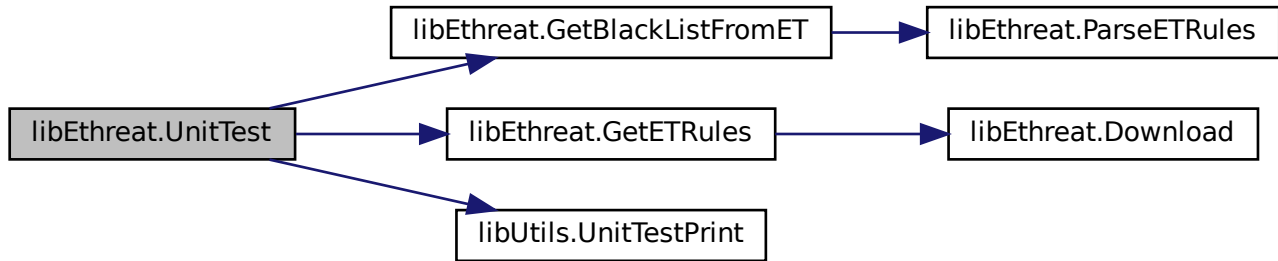 libEthreat.GetBlackListFromET
libEthreat.ParseETRules
libEthreat.UnitTest
libEthreat.GetETRules
libEthreat.Download
libUtils.UnitTestPrint